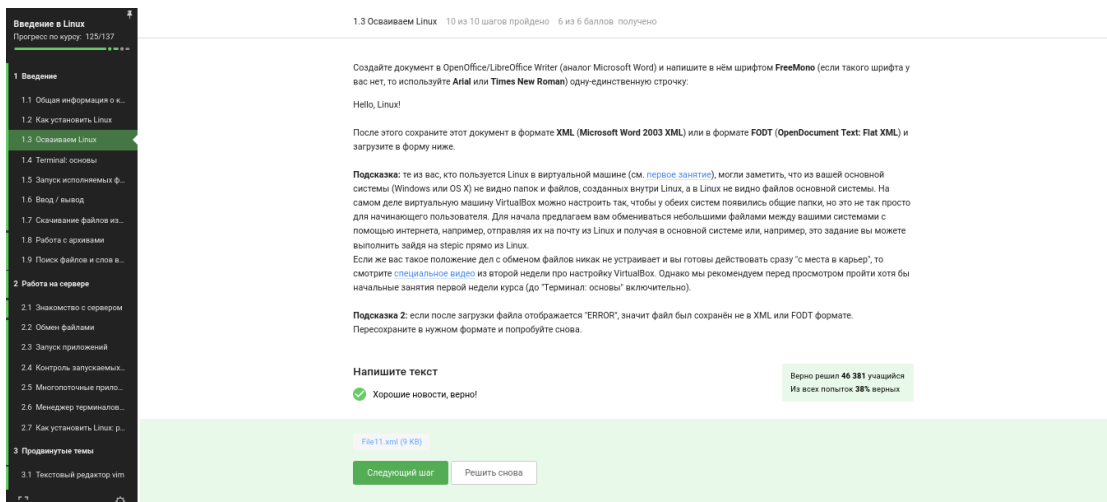 Введение в Linux
Прогресс по курсу: 125/137
1 Введение
1.1 Общая информация о к...
1.2 Как установить Linux
1.3 Осваиваем Linux
1.4 Terminal: основы
1.5 Запуск исполняемых ф...
1.6 Ввод / вывод
1.7 Скачивание файлов из...
1.8 Работа с архивами
1.9 Поиск файлов и слов в...
2 Работа на сервере
2.1 Знакомство с сервером
2.2 Обмен файлами
2.3 Запуск приложений
2.4 Контроль запускаемых...
2.5 Многопоточные прило...
2.6 Менеджер терминалов...
2.7 Как установить Linux: р...
3 Продвинутые темы
3.1 Текстовый редактор vim
1.3 Осваиваем Linux 10 из 10 шагов пройдено 6 из 6 баллов получено
Создайте документ в OpenOffice/LibreOffice Writer (аналог Microsoft Word) и напишите в нём шрифтом FreeMono (если такого шрифта у
вас нет, то используйте Arial или Times New Roman) одну-единственную строчку:
Hello, Linux!
После этого сохраните этот документ в формате XML (Microsoft Word 2003 XML) или в формате FODT (OpenDocument Text: Flat XML) и
загрузите в форму ниже.
Подсказка: те из вас, кто пользуется Linux в виртуальной машине (см. первое занятие), могли заметить, что из вашей основной
системы (Windows или OS X) не видно папок и файлов, созданных внутри Linux, а в Linux не видно файлов основной системы. На
самом деле виртуальную машину VirtualBox можно настроить так, чтобы у обеих систем появились общие папки, но это не так просто
для начинающего пользователя. Для начала предлагаем вам обмениваться небольшими файлами между вашими системами с
помощью интернета, например, отправляя их на почту из Linux и получая в основной системе или, например, это задание вы можете
выполнить зайдя на stepic прямо из Linux.
Если же вас такое положение дел с обменом файлов никак не устраивает и вы готовы действовать сразу "с места в карьер", то
смотрите специальное видео из второй недели про настройку VirtualBox. Однако мы рекомендуем перед просмотром пройти хотя бы
начальные занятия первой недели курса (до "Терминал: основы" включительно).
Подсказка 2: если после загрузки файла отображается "ERROR", значит файл был сохранён не в XML или FODT формате.
Пересохраните в нужном формате и попробуйте снова.
Напишите текст
Хорошие новости, верно!
Верно решил 46 381 учащийся
Из всех попыток 38% верных
File11.xml (9 KB)
Следующий шаг
Решить снова